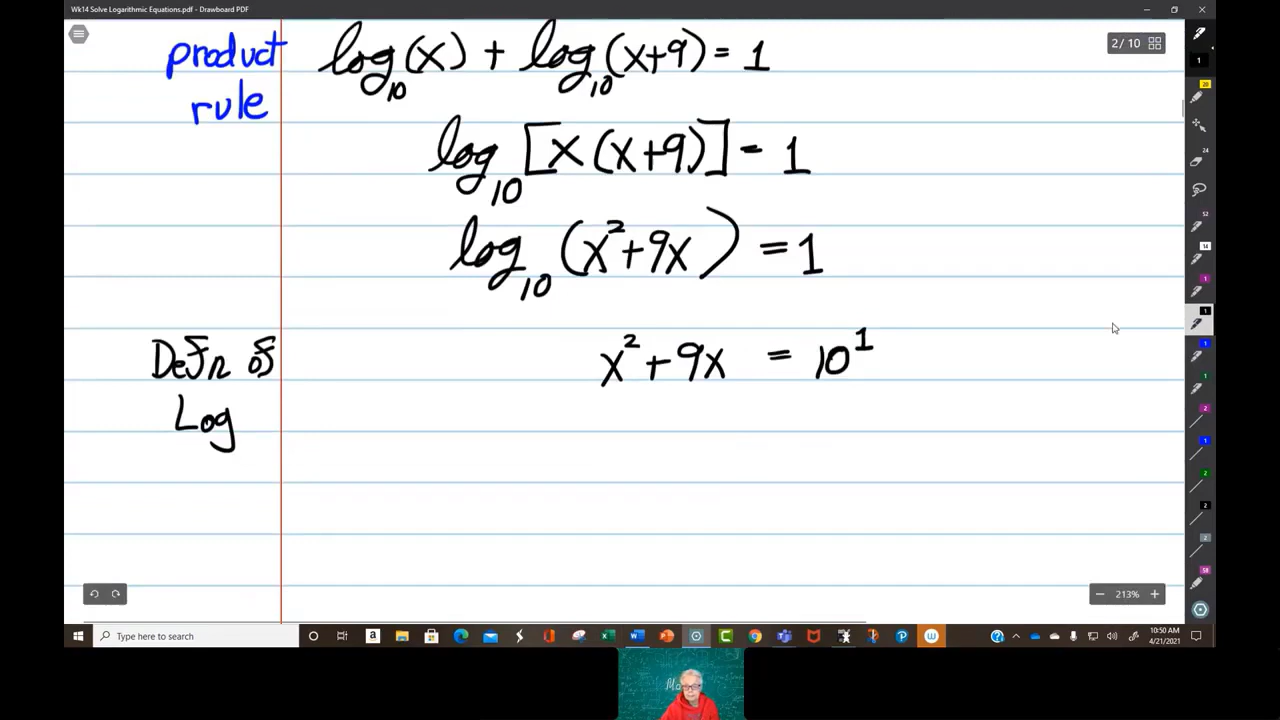 Wk14 Solve Logarithmic Equations.pdf - Drawboard PDF
2 / 10
product rule
log₁₀(x) + log₁₀(x+9) = 1
log₁₀[x(x+9)] = 1
log₁₀(x²+9x) = 1
Defn of Log
x²+9x = 10¹
213%
Type here to search
10:50 AM
4/21/2021